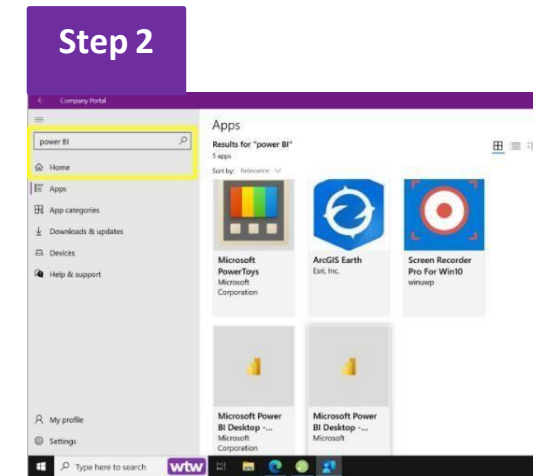 Step 2
Company Portal
power BI
Home
Apps
App categories
Downloads & updates
Devices
Help & support
My profile
Settings
Apps
Results for "power BI"
5 apps
Sort by: Relevance
Microsoft
PowerToys
Microsoft
Corporation
ArcGIS Earth
Esri, Inc.
Screen Recorder
Pro For Win10
winuwp
Microsoft Power
BI Desktop -...
Microsoft
Corporation
Microsoft Power
BI Desktop -...
Microsoft
Type here to search
wtw